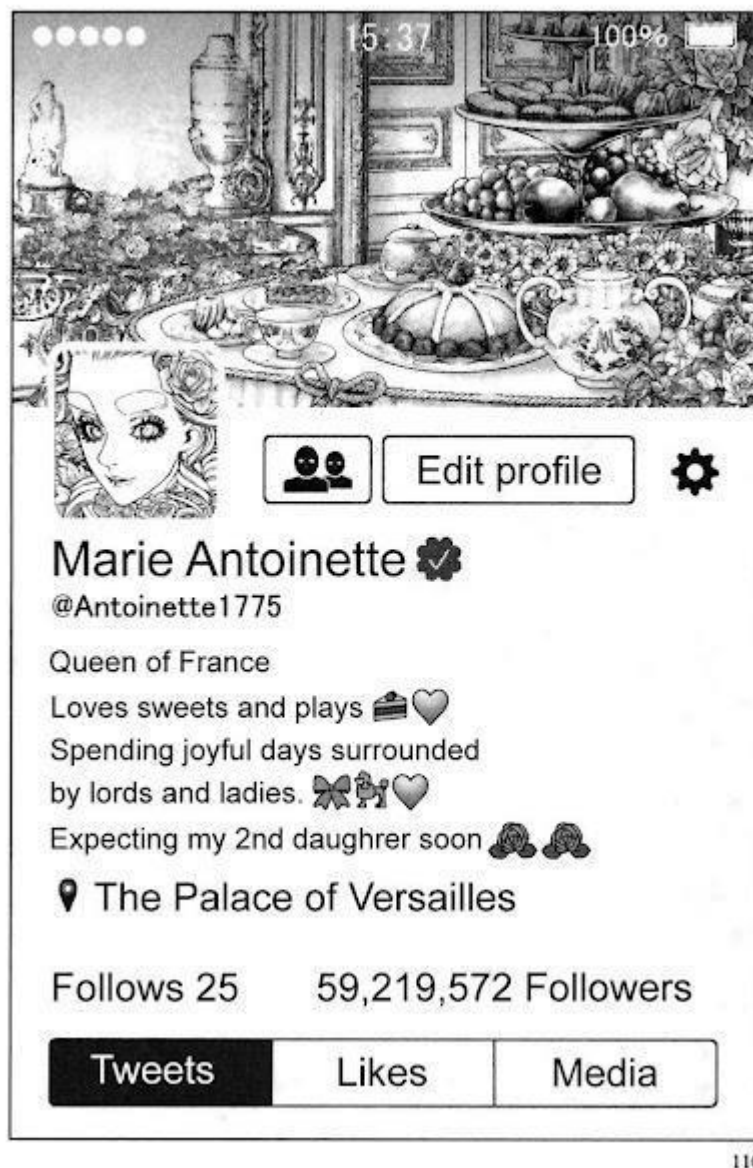 15:37 100%
Edit profile
Marie Antoinette
@Antoinette1775
Queen of France
Loves sweets and plays 🍰🤍
Spending joyful days surrounded
by lords and ladies. 🎀🐩🤍
Expecting my 2nd daughrer soon 🌹🌹
The Palace of Versailles
Follows 25 59,219,572 Followers
Tweets Likes Media